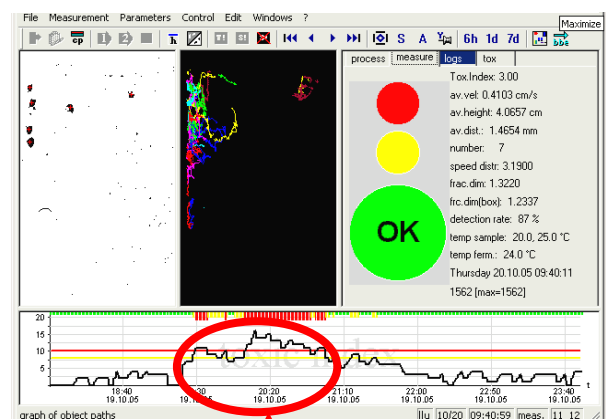 File Measurement Parameters Control Edit Windows ?
Maximize
cp h S A 6h 1d 7d bbe
process measure logs tox
Tox.Index: 3.00
av.vel: 0.4103 cm/s
av.height: 4.0657 cm
av.dist.: 1.4654 mm
number: 7
speed distr: 3.1900
frac.dim: 1.3220
frc.dim(box): 1.2337
detection rate: 87 %
temp sample: 20.0, 25.0 °C
temp ferm.: 24.0 °C
Thursday 20.10.05 09:40:11
1562 [max=1562]
OK
20
15
10
5
toxic index
18:40 :30 20:20 21:10 22:00 22:50 23:40 t
19.10.05 19.10.05 19.10.05 19.10.05 19.10.05 19.10.05 19.10.05
graph of object paths
10/20 09:40:59 meas. 11 12